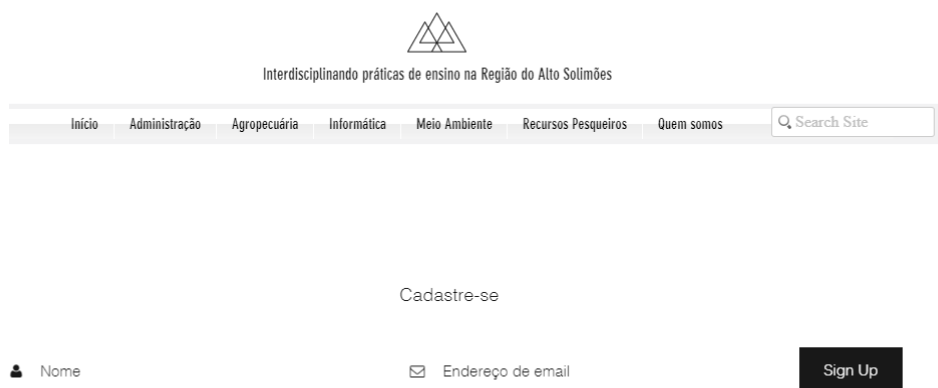 Interdisciplinando práticas de ensino na Região do Alto Solimões
Início Administração Agropecuária Informática Meio Ambiente Recursos Pesqueiros Quem somos Search Site
Cadastre-se
Nome Endereço de email Sign Up